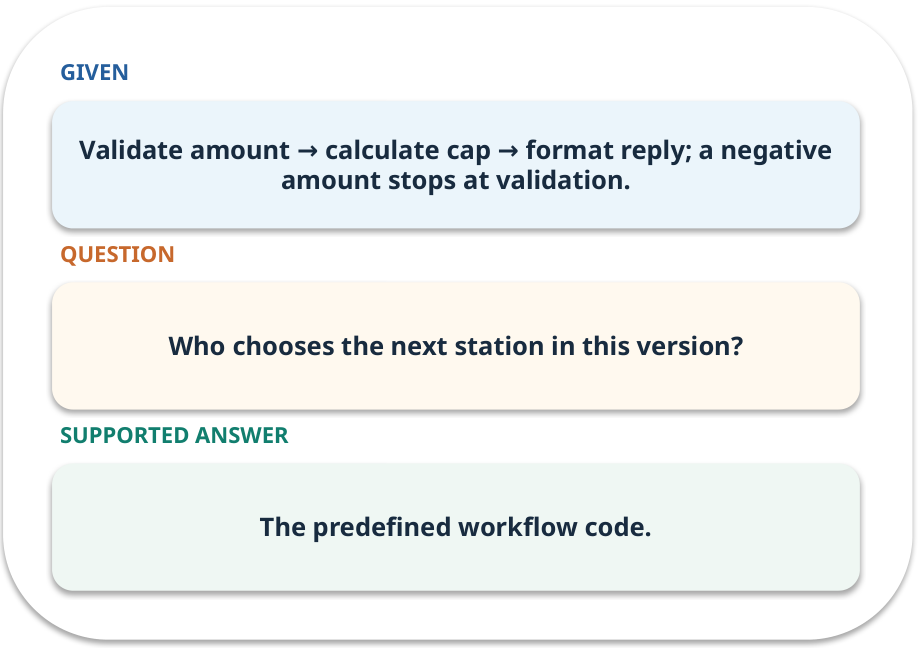 GIVEN
Validate amount → calculate cap → format reply; a negative
amount stops at validation.
QUESTION
Who chooses the next station in this version?
SUPPORTED ANSWER
The predefined workflow code.